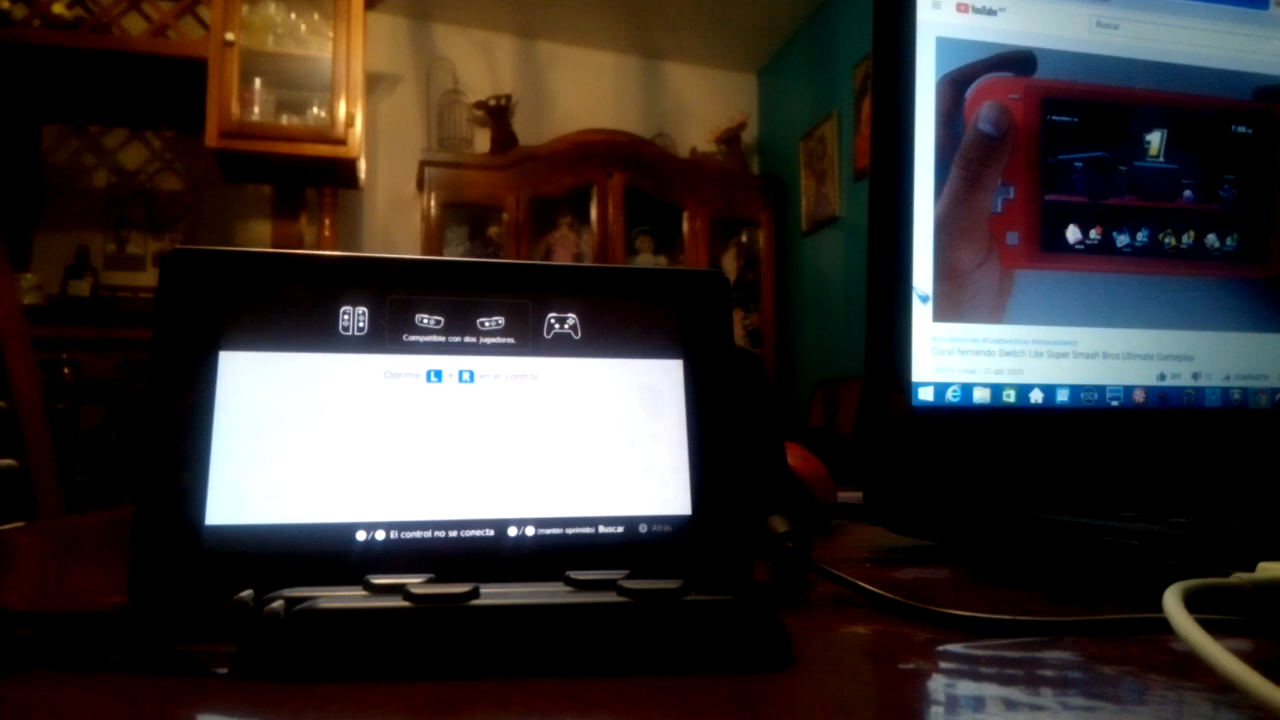 Compatible con dos jugadores.
Oprime L + R en el control
El control no se conecta (mantén oprimido) Buscar Atrás
YouTube
Buscar
Coral Nintendo Switch Lite Super Smash Bros Ultimate Gameplay